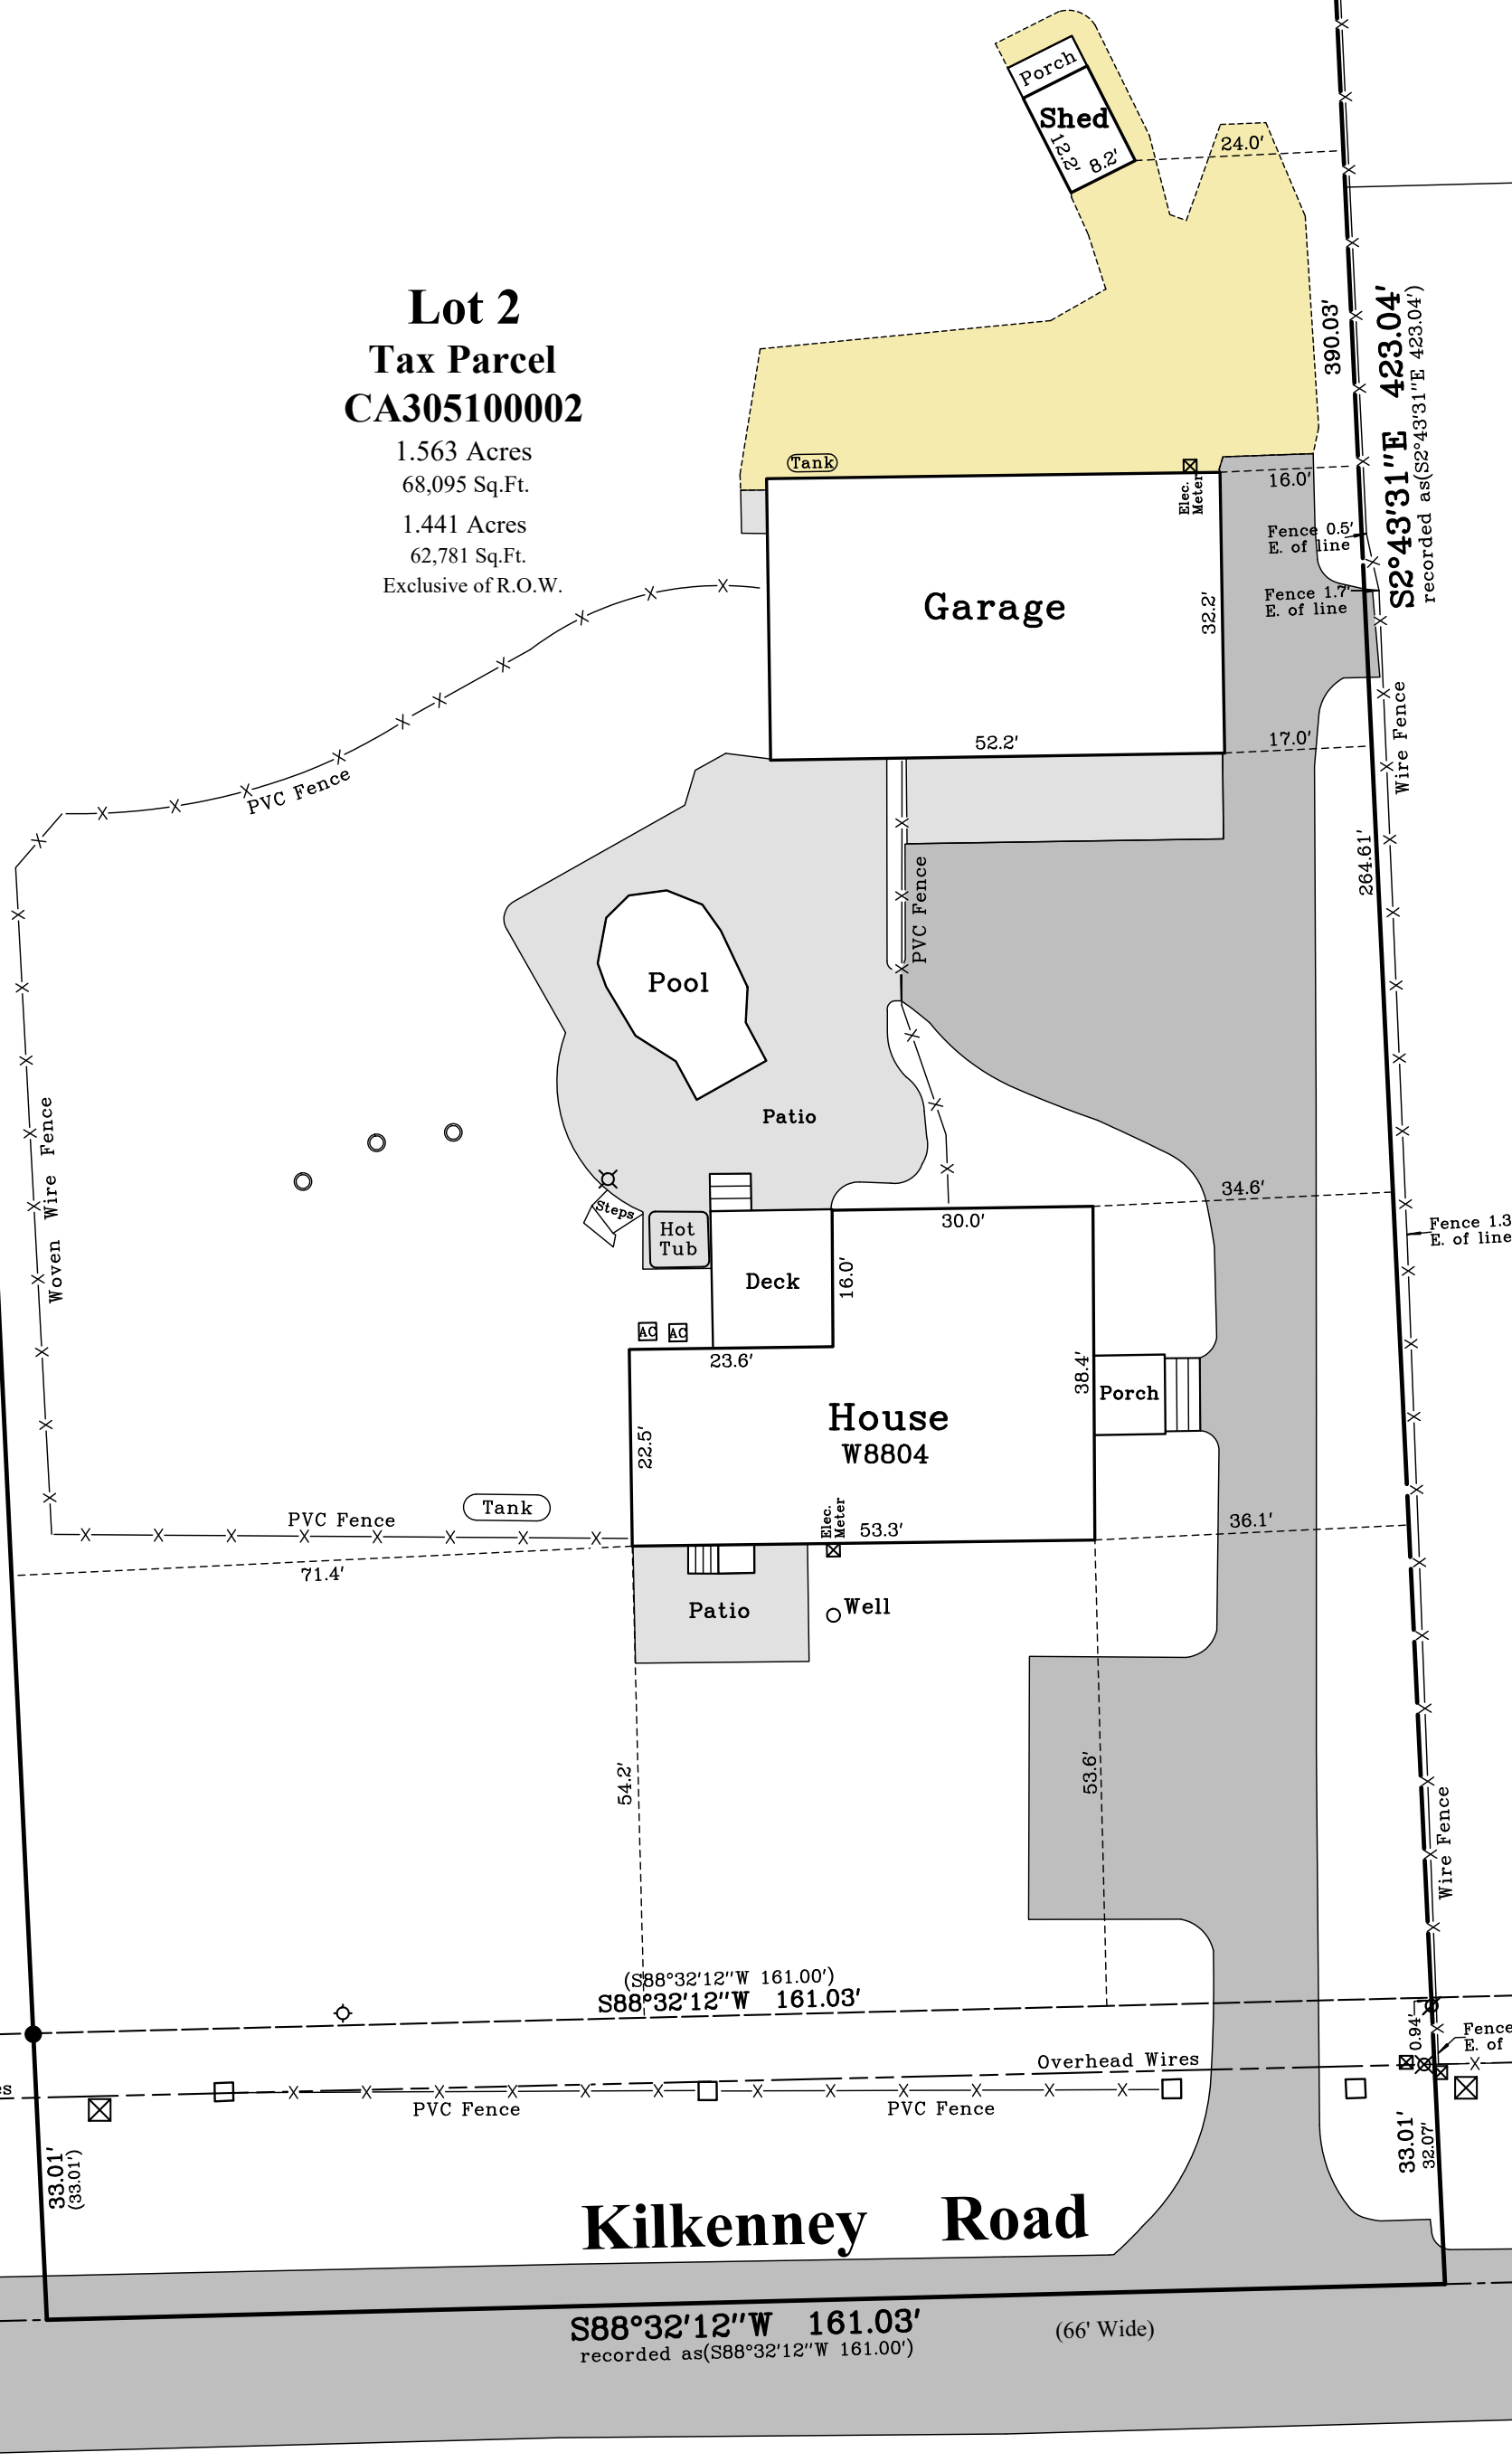 Porch
Shed
12.2'
8.2'
24.0'
Lot 2
Tax Parcel
CA305100002
1.563 Acres
68,095 Sq.Ft.
1.441 Acres
62,781 Sq.Ft.
Exclusive of R.O.W.
390.03'
S2°43'31"E 423.04'
recorded as(S2°43'31"E 423.04')
Tank
Elec.
Meter
16.0'
Fence 0.5'
E. of line
Fence 1.7'
E. of line
Garage
32.2'
52.2'
17.0'
Wire Fence
PVC Fence
264.61'
PVC Fence
Pool
Patio
Woven Wire Fence
Steps
Hot
Tub
Deck
16.0'
30.0'
34.6'
Fence 1.3
E. of line
AC
AC
23.6'
38.4'
Porch
House
W8804
22.5'
PVC Fence
Tank
Elec.
Meter
53.3'
36.1'
71.4'
Patio
Well
54.2'
53.6'
Wire Fence
(S88°32'12"W 161.00')
S88°32'12"W 161.03'
0.94'
Fence
E. of
Overhead Wires
es
PVC Fence
PVC Fence
33.01'
(33.01')
33.01'
32.07'
Kilkenney Road
S88°32'12"W 161.03'
(66' Wide)
recorded as(S88°32'12"W 161.00')